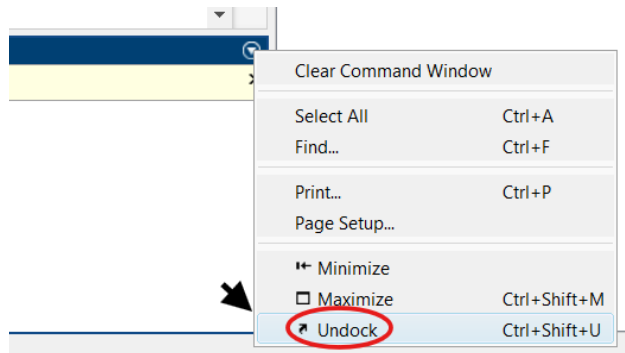 Clear Command Window
Select All Ctrl+A
Find... Ctrl+F
Print... Ctrl+P
Page Setup...
Minimize
Maximize Ctrl+Shift+M
Undock Ctrl+Shift+U